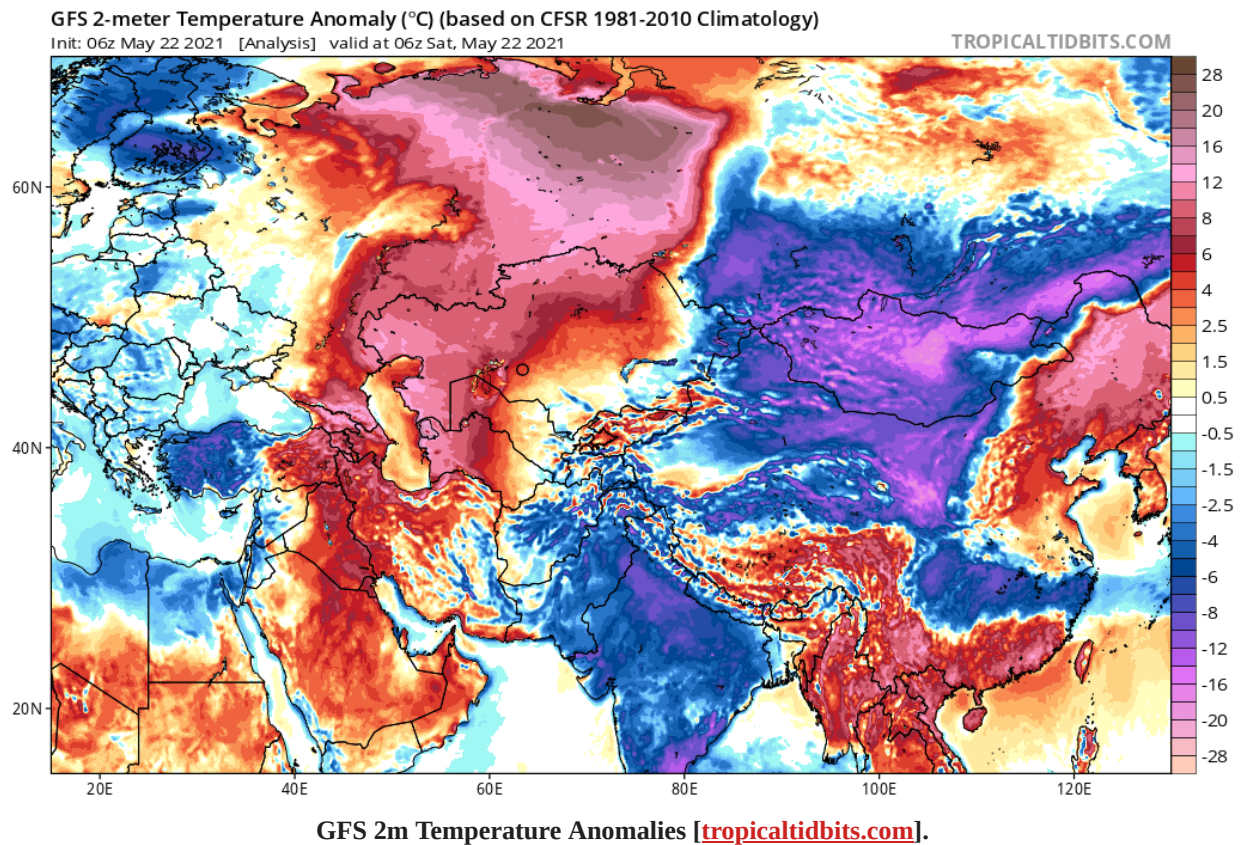 GFS 2-meter Temperature Anomaly (°C) (based on CFSR 1981-2010 Climatology)
Init: 06z May 22 2021 [Analysis] valid at 06z Sat, May 22 2021
TROPICALTIDBITS.COM
28
20
16
12
8
6
4
2.5
1.5
0.5
-0.5
-1.5
-2.5
-4
-6
-8
-12
-16
-20
-28
60N
40N
20N
20E
40E
60E
80E
100E
120E
GFS 2m Temperature Anomalies [tropicaltidbits.com].